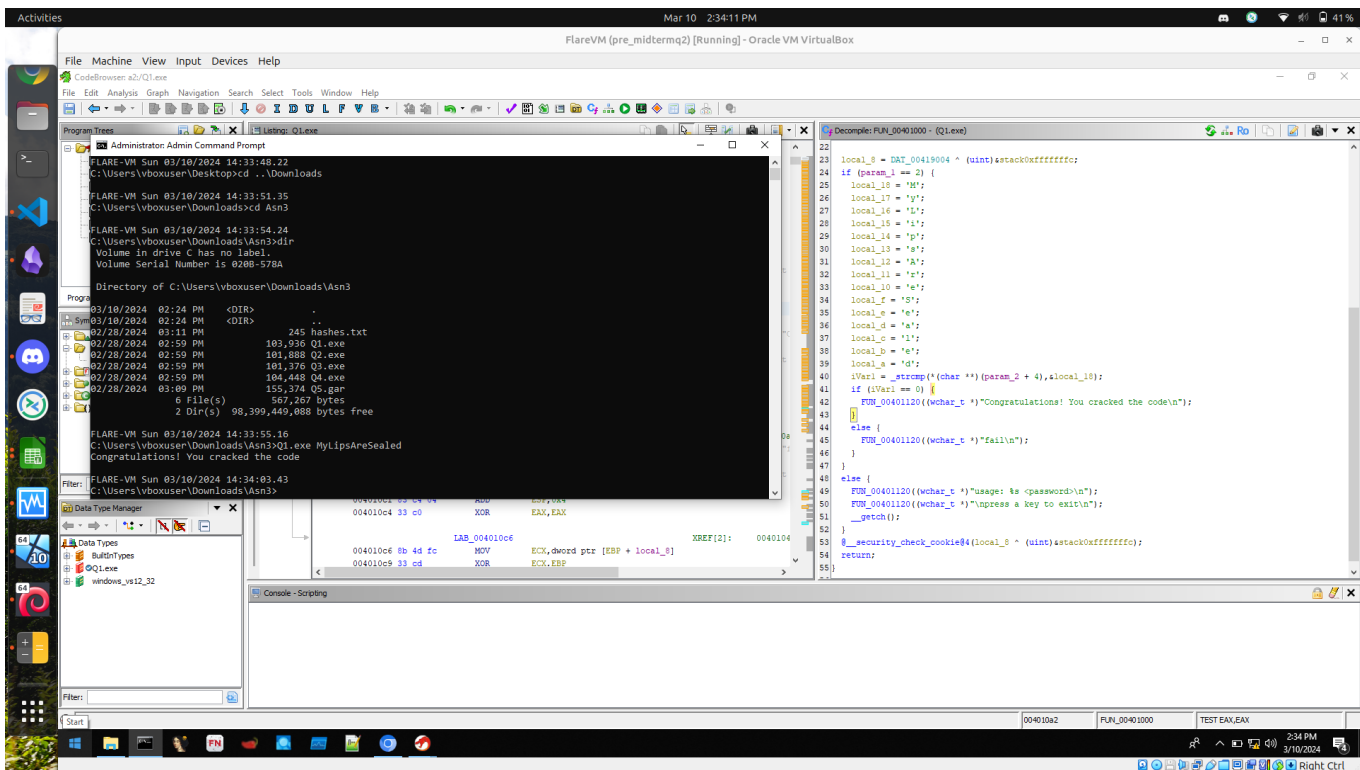 Activities
Mar 10 2:34:11 PM
41%
FlareVM (pre_midtermq2) [Running] - Oracle VM VirtualBox
File Machine View Input Devices Help
CodeBrowser: a2:/Q1.exe
File Edit Analysis Graph Navigation Search Select Tools Window Help
I D U L F V B
Program Trees
Listing: Q1.exe
Administrator: Admin Command Prompt
FLARE-VM Sun 03/10/2024 14:33:48.22
C:\Users\vboxuser\Desktop>cd ..\Downloads
FLARE-VM Sun 03/10/2024 14:33:51.35
C:\Users\vboxuser\Downloads>cd Asn3
FLARE-VM Sun 03/10/2024 14:33:54.24
C:\Users\vboxuser\Downloads\Asn3>dir
Volume in drive C has no label.
Volume Serial Number is 020B-578A
Directory of C:\Users\vboxuser\Downloads\Asn3
03/10/2024 02:24 PM <DIR> .
03/10/2024 02:24 PM <DIR> ..
02/28/2024 03:11 PM 245 hashes.txt
02/28/2024 02:59 PM 103,936 Q1.exe
02/28/2024 02:59 PM 101,888 Q2.exe
02/28/2024 02:59 PM 101,376 Q3.exe
02/28/2024 02:59 PM 104,448 Q4.exe
02/28/2024 03:09 PM 155,374 Q5.gar
6 File(s) 567,267 bytes
2 Dir(s) 98,399,449,088 bytes free
FLARE-VM Sun 03/10/2024 14:33:55.16
C:\Users\vboxuser\Downloads\Asn3>Q1.exe MyLipsAreSealed
Congratulations! You cracked the code
FLARE-VM Sun 03/10/2024 14:34:03.43
C:\Users\vboxuser\Downloads\Asn3>
Progra
Sym
Filter:
ADD ESP,0x4
004010c4 33 c0 XOR EAX,EAX
LAB_004010c6 XREF[2]: 0040104
004010c6 8b 4d fc MOV ECX,dword ptr [EBP + local_8]
004010c9 33 cd XOR ECX,EBP
Decompile: FUN_00401000 - (Q1.exe)
Ro
22
23 local_8 = DAT_00419004 ^ (uint)&stack0xfffffffc;
24 if (param_1 == 2) {
25 local_18 = 'M';
26 local_17 = 'y';
27 local_16 = 'L';
28 local_15 = 'i';
29 local_14 = 'p';
30 local_13 = 's';
31 local_12 = 'A';
32 local_11 = 'r';
33 local_10 = 'e';
34 local_f = 'S';
35 local_e = 'e';
36 local_d = 'a';
37 local_c = 'l';
38 local_b = 'e';
39 local_a = 'd';
40 iVar1 = _strcmp(*(char **)(param_2 + 4),&local_18);
41 if (iVar1 == 0) {
42 FUN_00401120((wchar_t *)"Congratulations! You cracked the code\n");
43 }
44 else {
45 FUN_00401120((wchar_t *)"fail\n");
46 }
47 }
48 else {
49 FUN_00401120((wchar_t *)"usage: %s <password>\n");
50 FUN_00401120((wchar_t *)"\npress a key to exit\n");
51 __getch();
52 }
53 @__security_check_cookie@4(local_8 ^ (uint)&stack0xfffffffc);
54 return;
55 }
Data Type Manager
Data Types
BuiltInTypes
Q1.exe
windows_vs12_32
Filter:
Console - Scripting
Start
004010a2
FUN_00401000
TEST EAX,EAX
64
10
64
FN
2:34 PM
3/10/2024
4
Right Ctrl